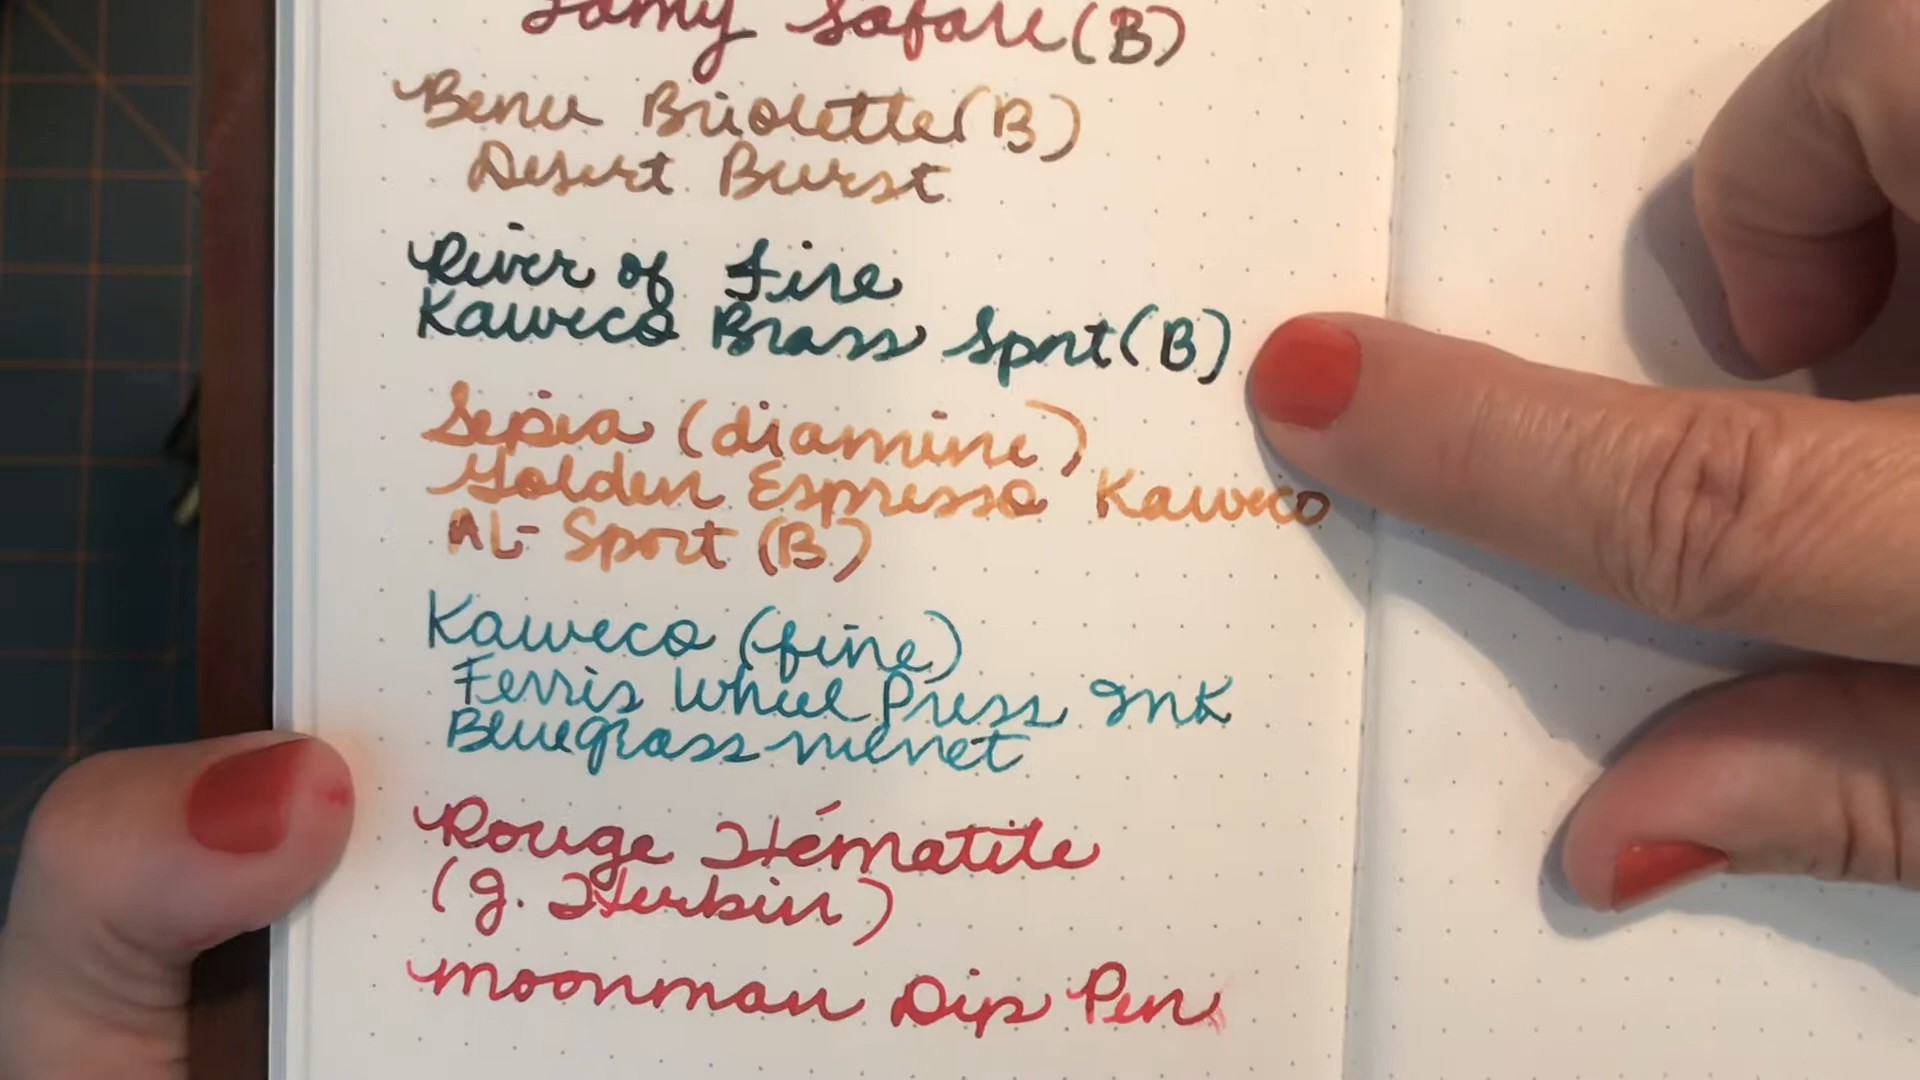 Lamy Safari (B)
Benu Briolette (B)
Desert Burst
River of Fire
Kaweco Brass Sport (B)
Sepia (diamine)
Golden Espresso Kaweco
AL-Sport (B)
Kaweco (fine)
Ferris Wheel Press Ink
Bluegrass
Rouge Hématite
(J. Herbin)
Moonman Dip Pen